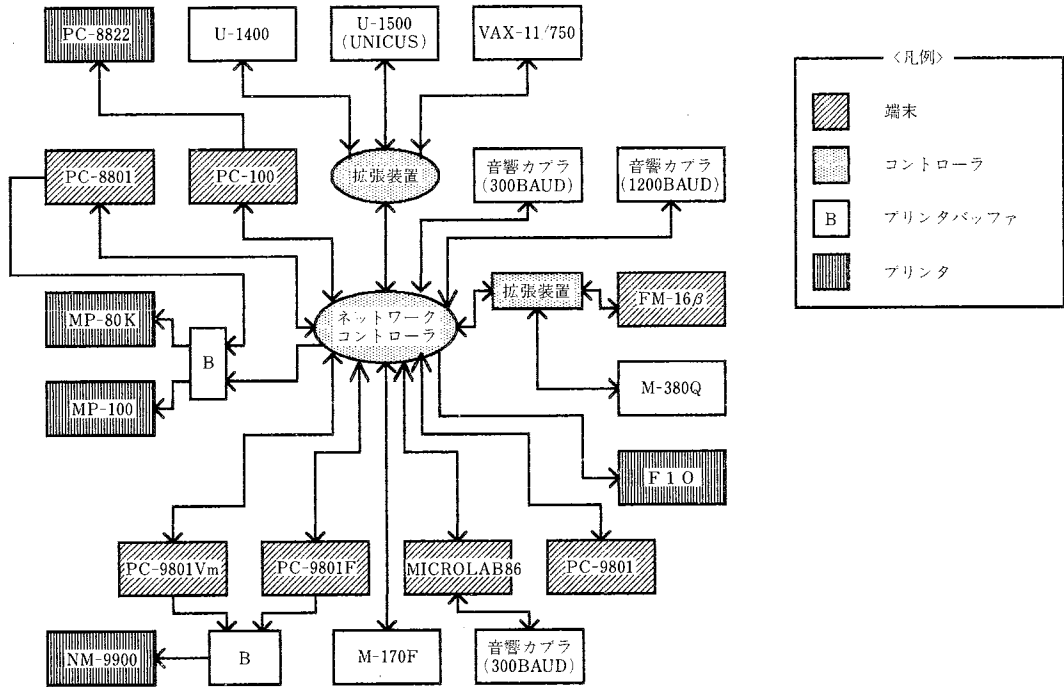 PC-8822
U-1400
U-1500
(UNICUS)
VAX-11/750
<凡例>
端末
コントローラ
B
プリンタバッファ
プリンタ
PC-8801
PC-100
拡張装置
音響カプラ
(300BAUD)
音響カプラ
(1200BAUD)
拡張装置
FM-16β
MP-80K
ネットワーク
コントローラ
B
MP-100
M-380Q
F10
PC-9801Vm
PC-9801F
MICROLAB86
PC-9801
NM-9900
B
M-170F
音響カプラ
(300BAUD)